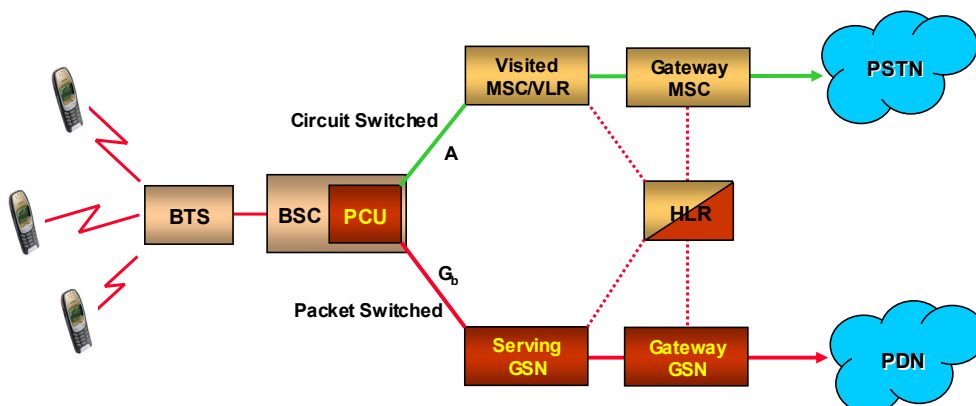 Visited
MSC/VLR
Gateway
MSC
PSTN
Circuit Switched
A
BTS
BSC
PCU
HLR
Gb
Packet Switched
Serving
GSN
Gateway
GSN
PDN